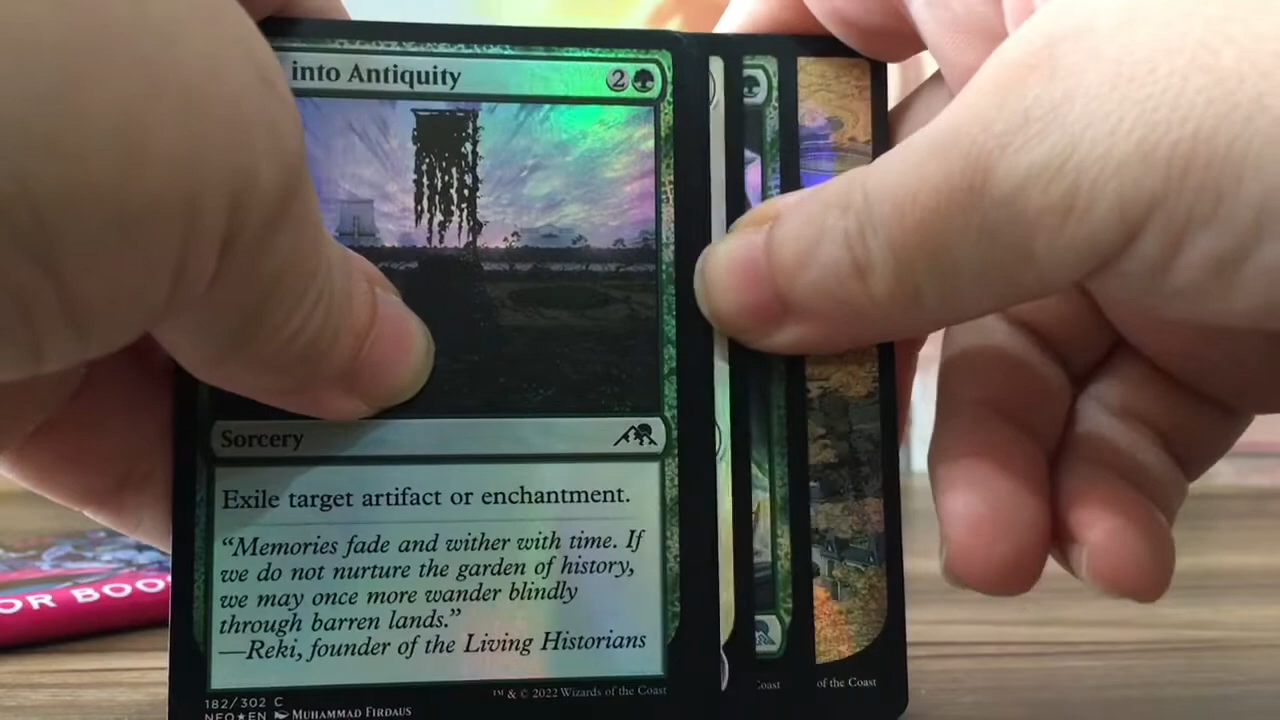 into Antiquity 2
Sorcery
Exile target artifact or enchantment.
“Memories fade and wither with time. If
we do not nurture the garden of history,
we may once more wander blindly
through barren lands.”
—Reki, founder of the Living Historians
182/302 C
NEO★EN MUHAMMAD FIRDAUS
™ & © 2022 Wizards of the Coast
Coast
of the Coast
OR BOO